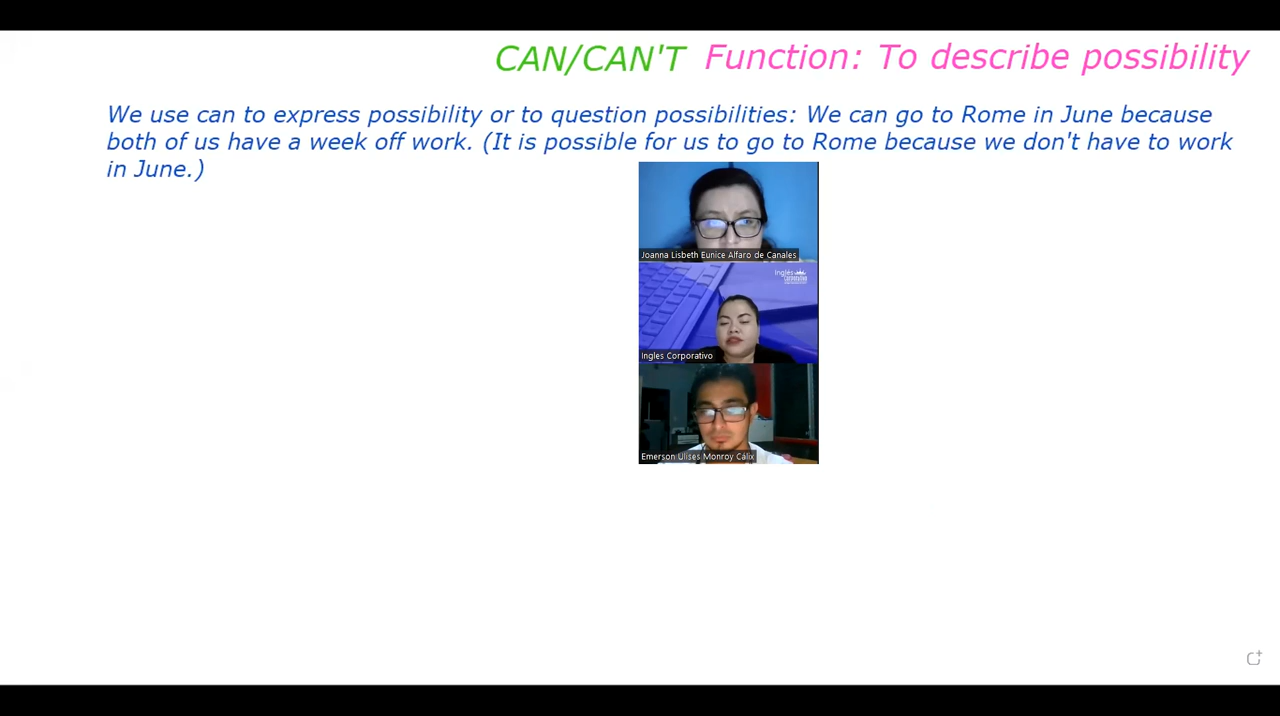 CAN/CAN'T Function: To describe possibility
We use can to express possibility or to question possibilities: We can go to Rome in June because
both of us have a week off work. (It is possible for us to go to Rome because we don't have to work
in June.)
Joanna Lisbeth Eunice Alfaro de Canales
Inglés
Corporativo
Ingles Corporativo
Emerson Ulises Monroy Cálix